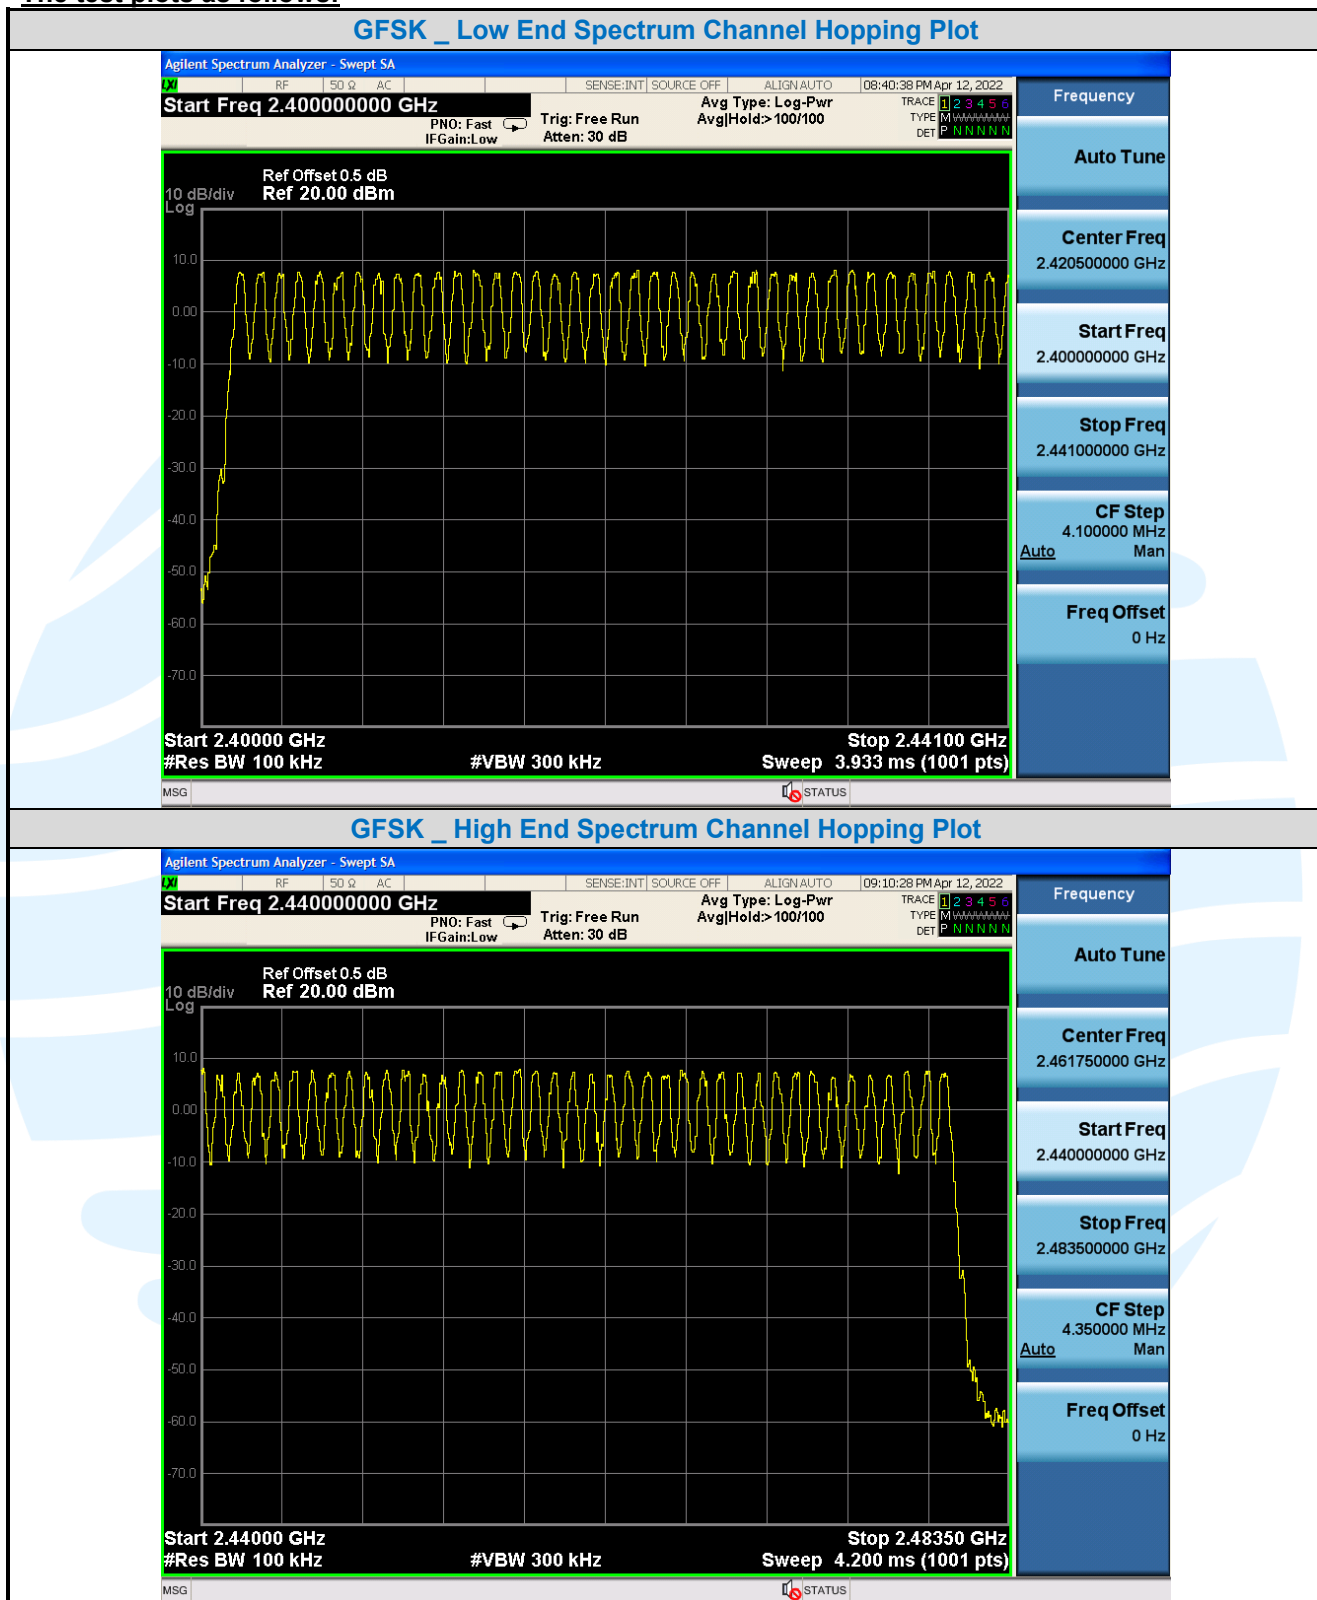 The test plots as follows:
GFSK _ Low End Spectrum Channel Hopping Plot
Agilent Spectrum Analyzer - Swept SA
LXI RF 50 Ω AC SENSE:INT SOURCE OFF ALIGN AUTO 08:40:38 PM Apr 12, 2022
Start Freq 2.400000000 GHz
PNO: Fast
IFGain:Low
Trig: Free Run
Atten: 30 dB
Avg Type: Log-Pwr
Avg|Hold:>100/100
TRACE 1 2 3 4 5 6
TYPE M
DET P N N N N N
Frequency
Auto Tune
Ref Offset 0.5 dB
10 dB/div Ref 20.00 dBm
Log
10.0
0.00
-10.0
-20.0
-30.0
-40.0
-50.0
-60.0
-70.0
Center Freq
2.420500000 GHz
Start Freq
2.400000000 GHz
Stop Freq
2.441000000 GHz
CF Step
4.100000 MHz
Auto Man
Freq Offset
0 Hz
Start 2.40000 GHz Stop 2.44100 GHz
#Res BW 100 kHz #VBW 300 kHz Sweep 3.933 ms (1001 pts)
MSG STATUS
GFSK _ High End Spectrum Channel Hopping Plot
Agilent Spectrum Analyzer - Swept SA
LXI RF 50 Ω AC SENSE:INT SOURCE OFF ALIGN AUTO 09:10:28 PM Apr 12, 2022
Start Freq 2.440000000 GHz
PNO: Fast
IFGain:Low
Trig: Free Run
Atten: 30 dB
Avg Type: Log-Pwr
Avg|Hold:>100/100
TRACE 1 2 3 4 5 6
TYPE M
DET P N N N N N
Frequency
Auto Tune
Ref Offset 0.5 dB
10 dB/div Ref 20.00 dBm
Log
10.0
0.00
-10.0
-20.0
-30.0
-40.0
-50.0
-60.0
-70.0
Center Freq
2.461750000 GHz
Start Freq
2.440000000 GHz
Stop Freq
2.483500000 GHz
CF Step
4.350000 MHz
Auto Man
Freq Offset
0 Hz
Start 2.44000 GHz Stop 2.48350 GHz
#Res BW 100 kHz #VBW 300 kHz Sweep 4.200 ms (1001 pts)
MSG STATUS